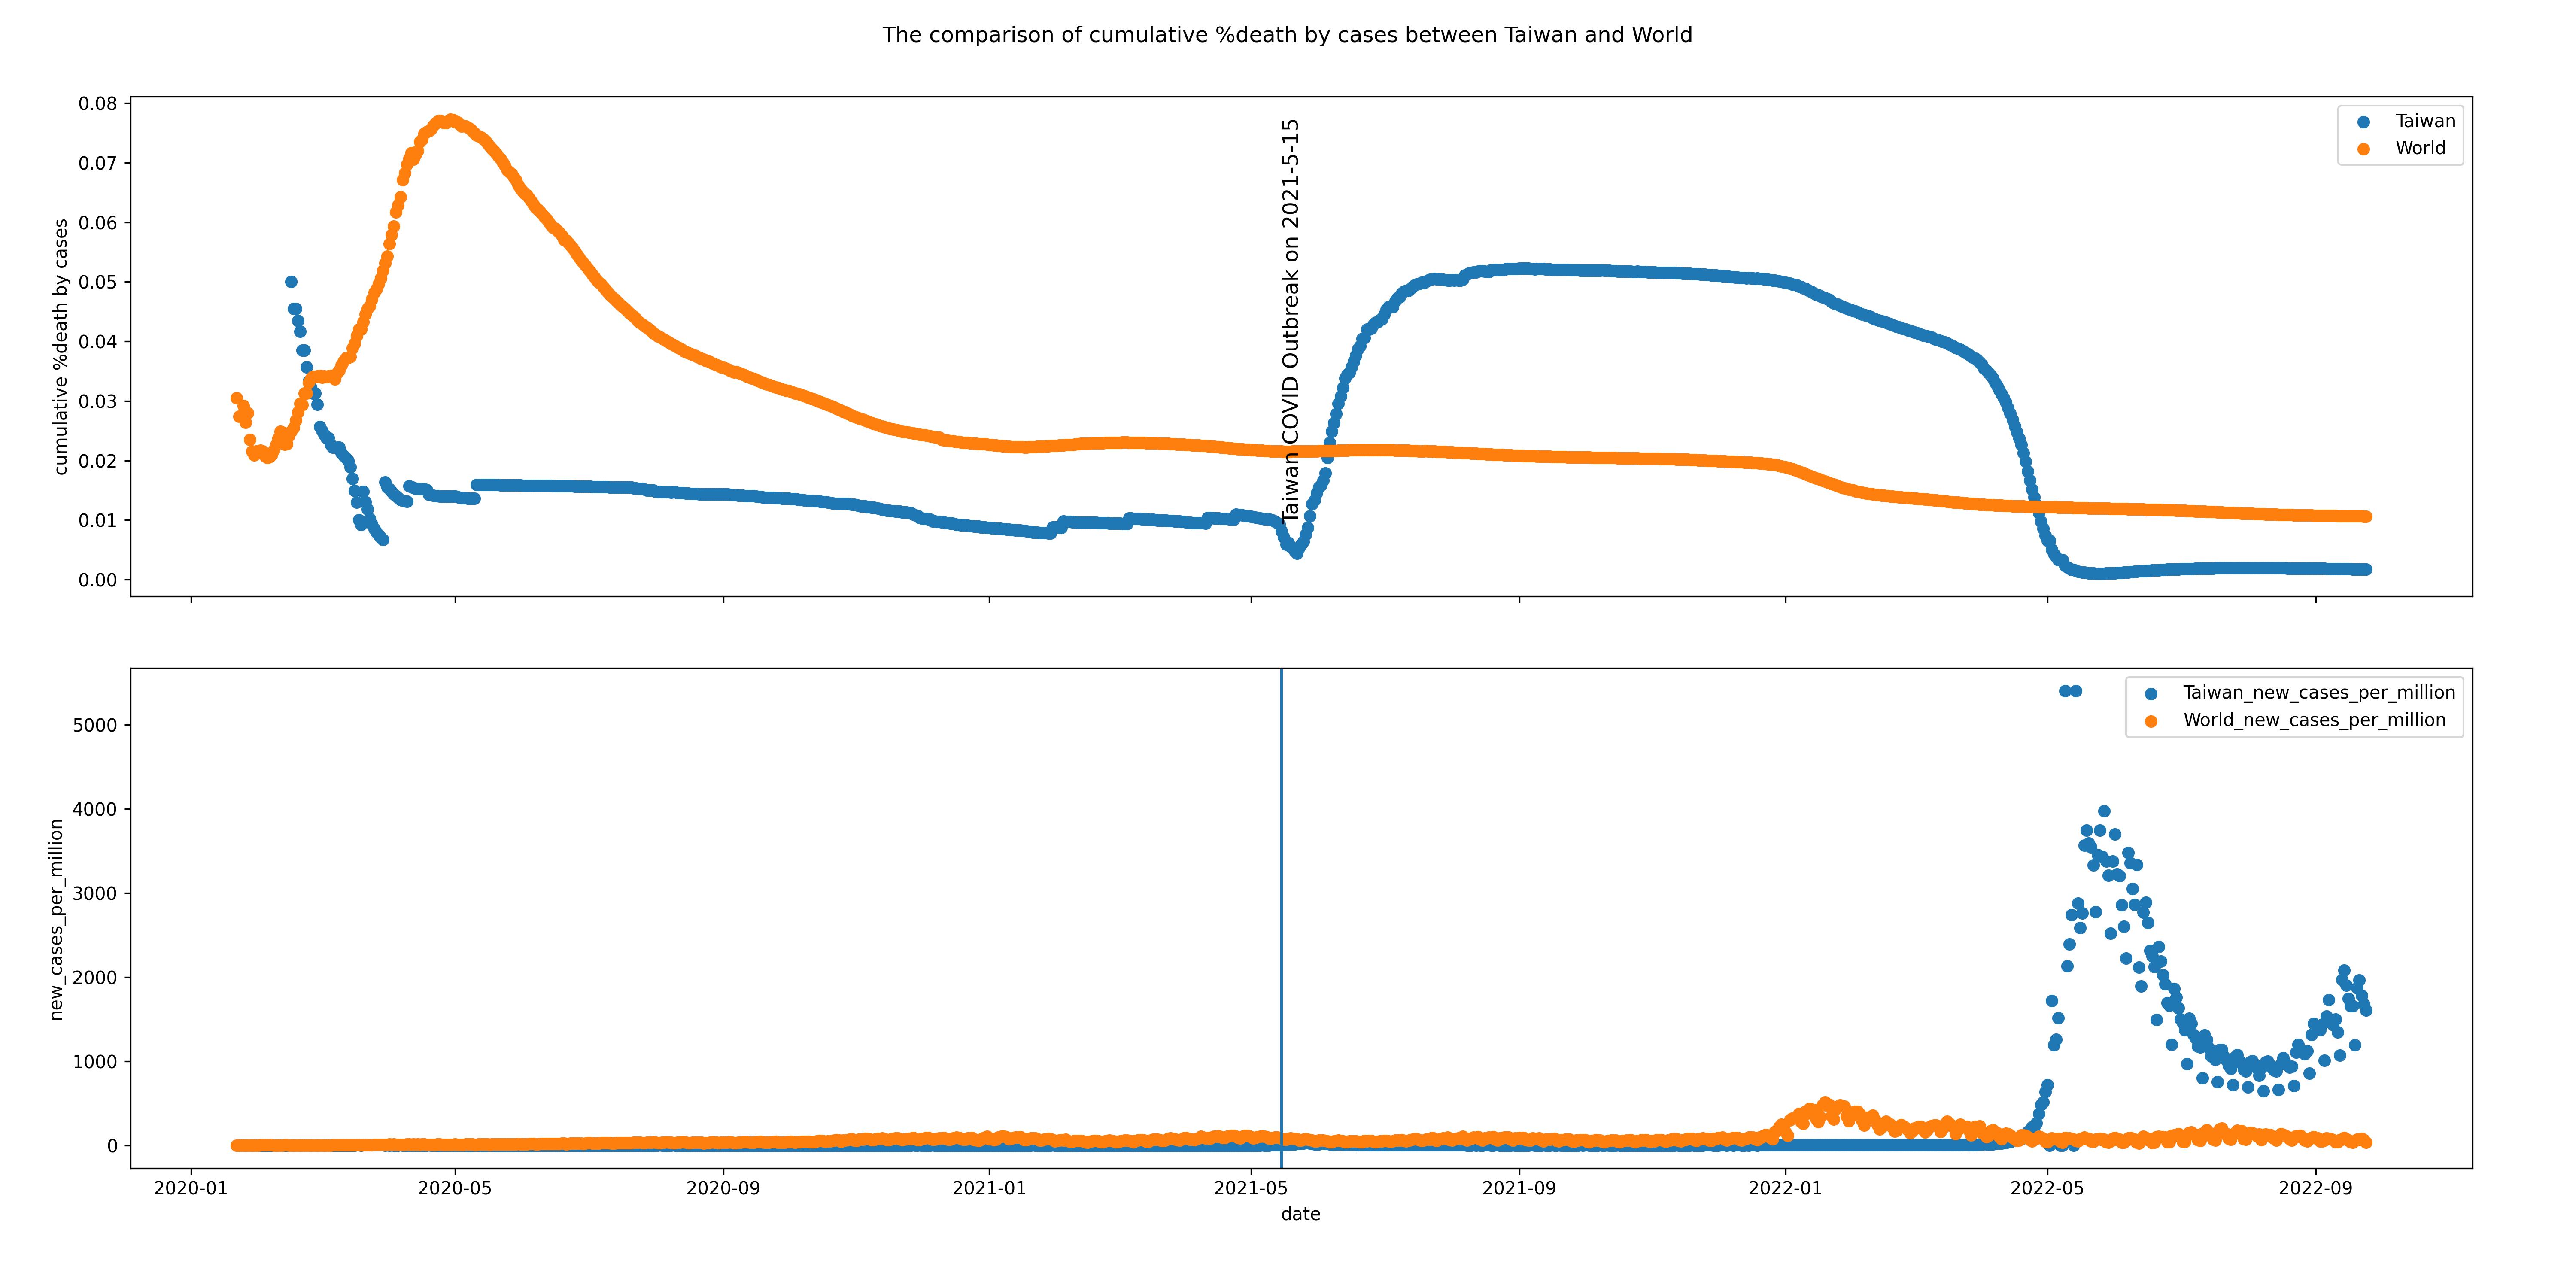 The comparison of cumulative %death by cases between Taiwan and World
cumulative %death by cases
0.08
0.07
0.06
0.05
0.04
0.03
0.02
0.01
0.00
Taiwan COVID Outbreak on 2021-5-15
Taiwan
World
new_cases_per_million
5000
4000
3000
2000
1000
0
Taiwan_new_cases_per_million
World_new_cases_per_million
2020-01 2020-05 2020-09 2021-01 2021-05 2021-09 2022-01 2022-05 2022-09
date